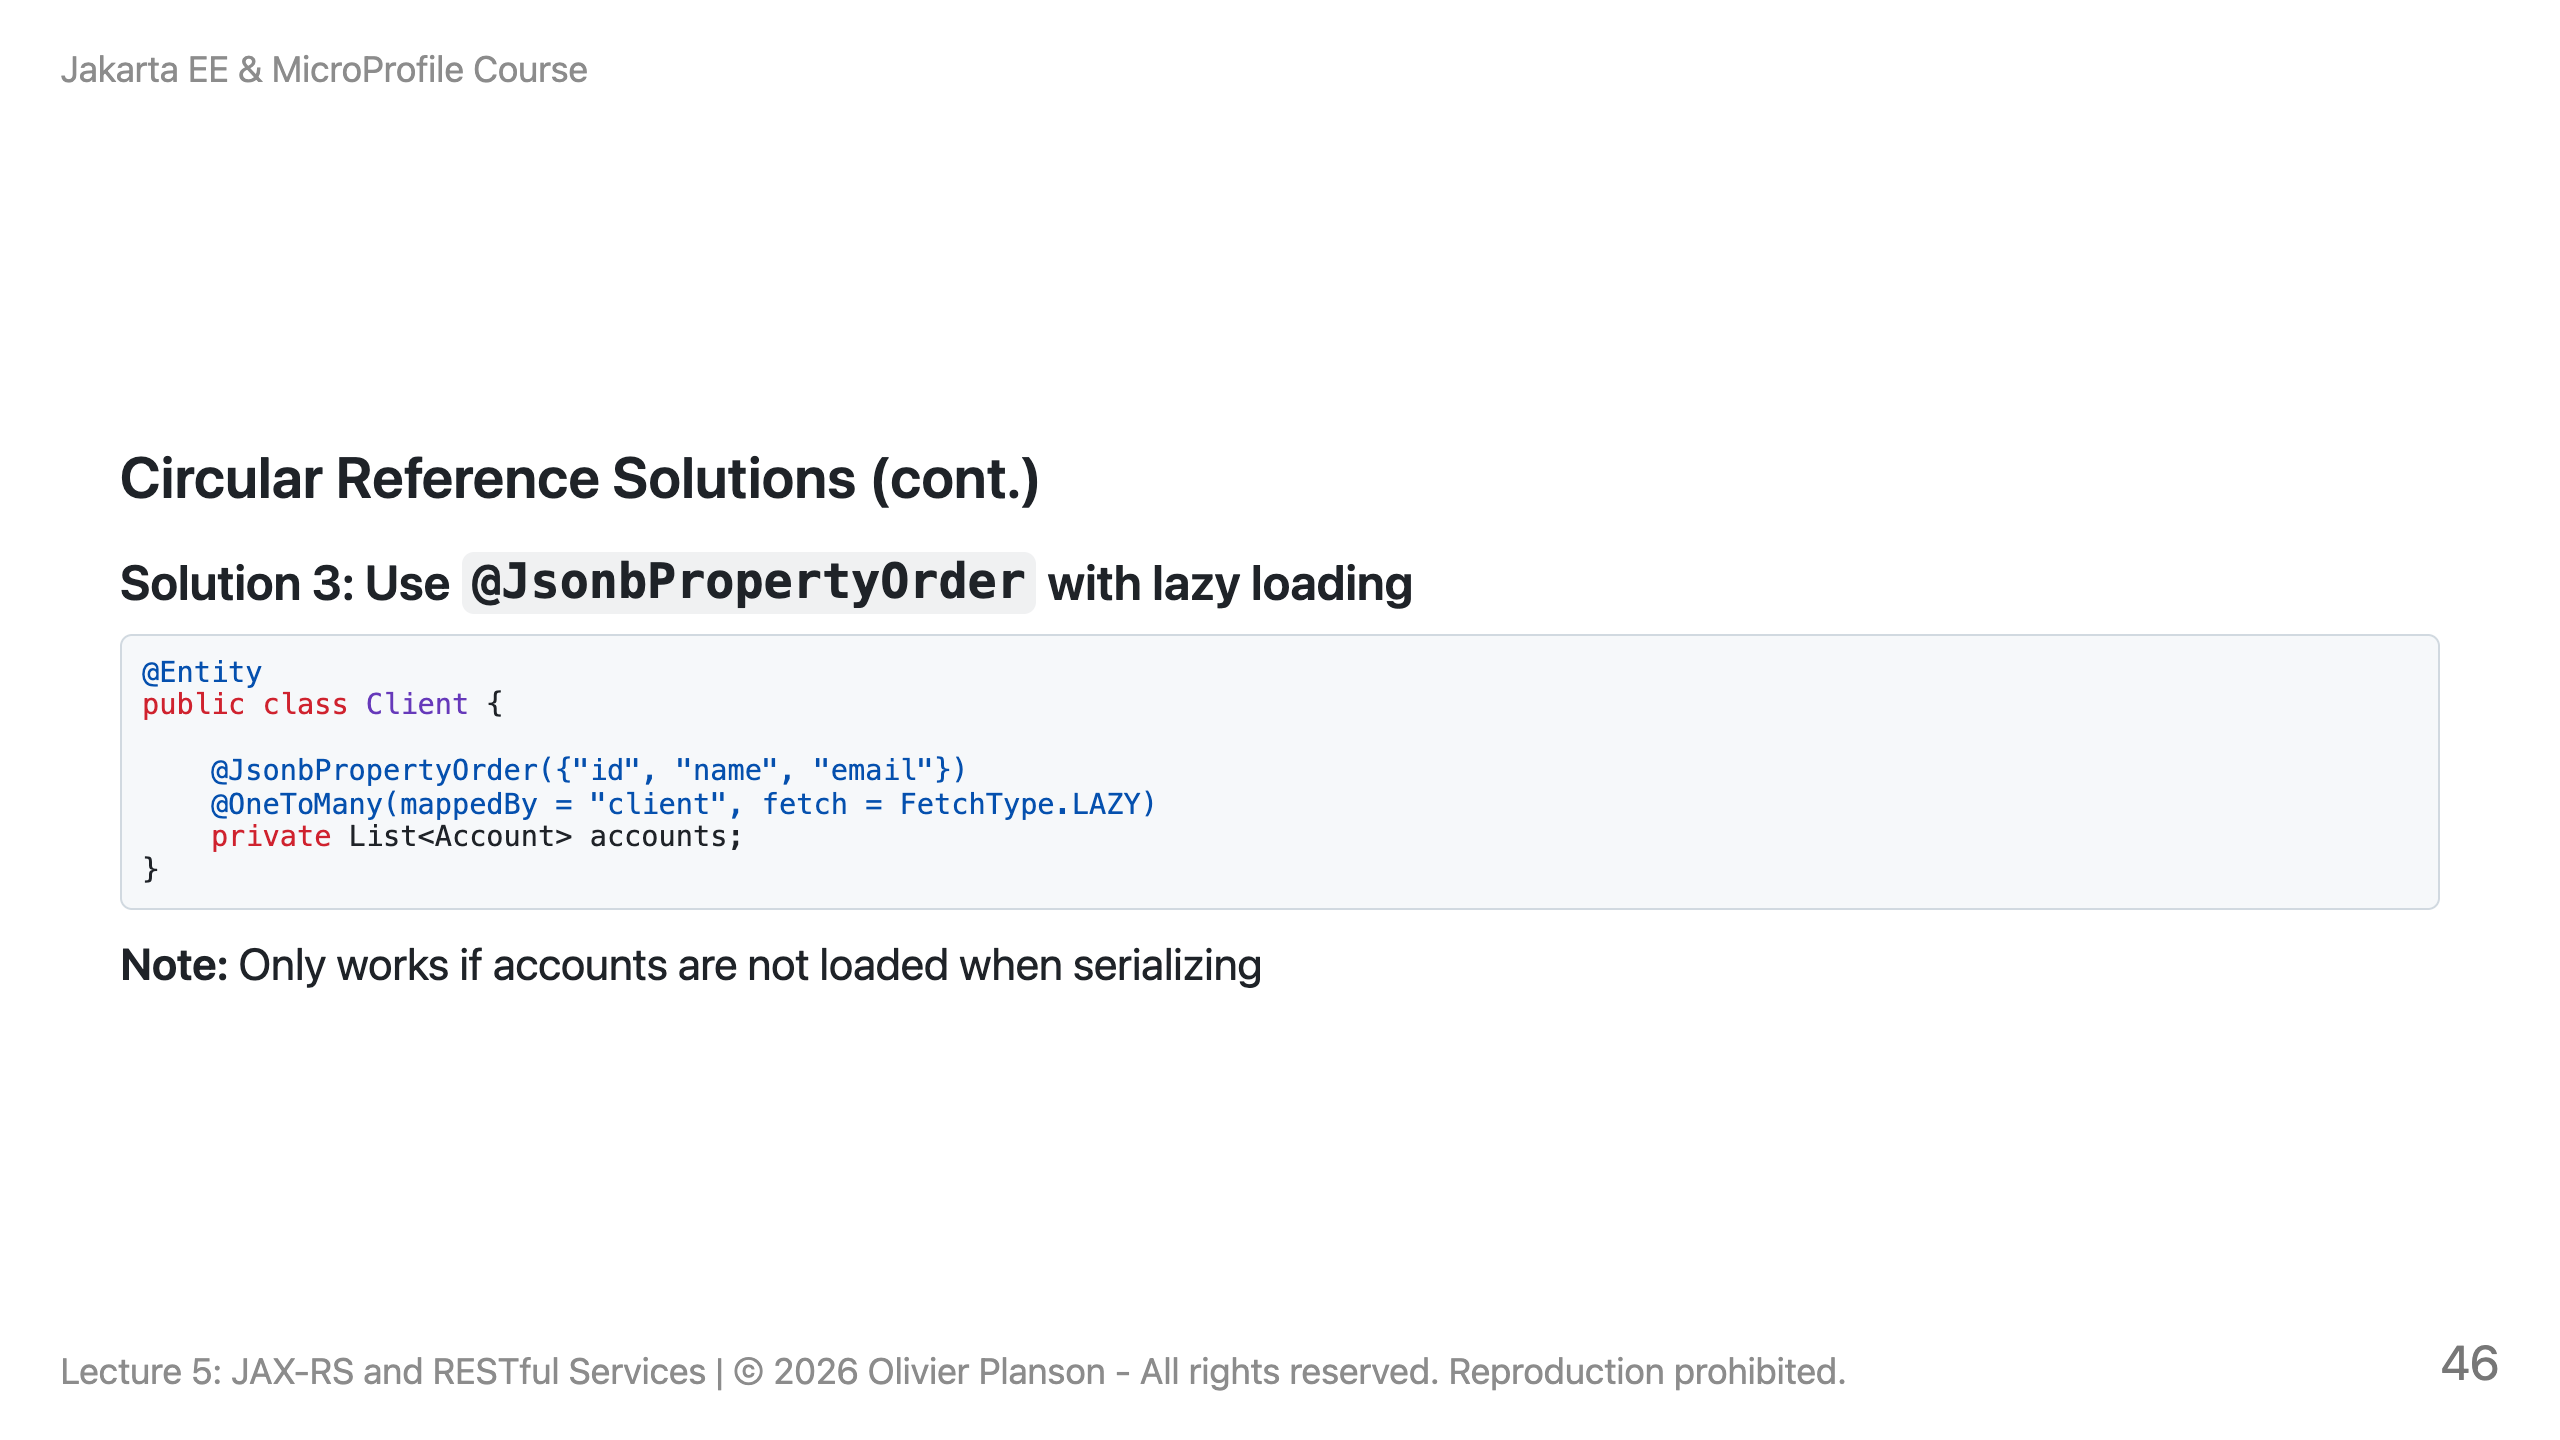 Jakarta EE & MicroProfile Course
Circular Reference Solutions (cont.)
Solution 3: Use @JsonbPropertyOrder with lazy loading
@Entity
public class Client {
    @JsonbPropertyOrder({"id", "name", "email"})
    @OneToMany(mappedBy = "client", fetch = FetchType.LAZY)
    private List<Account> accounts;
}
Note: Only works if accounts are not loaded when serializing
Lecture 5: JAX-RS and RESTful Services | © 2026 Olivier Planson - All rights reserved. Reproduction prohibited.
46